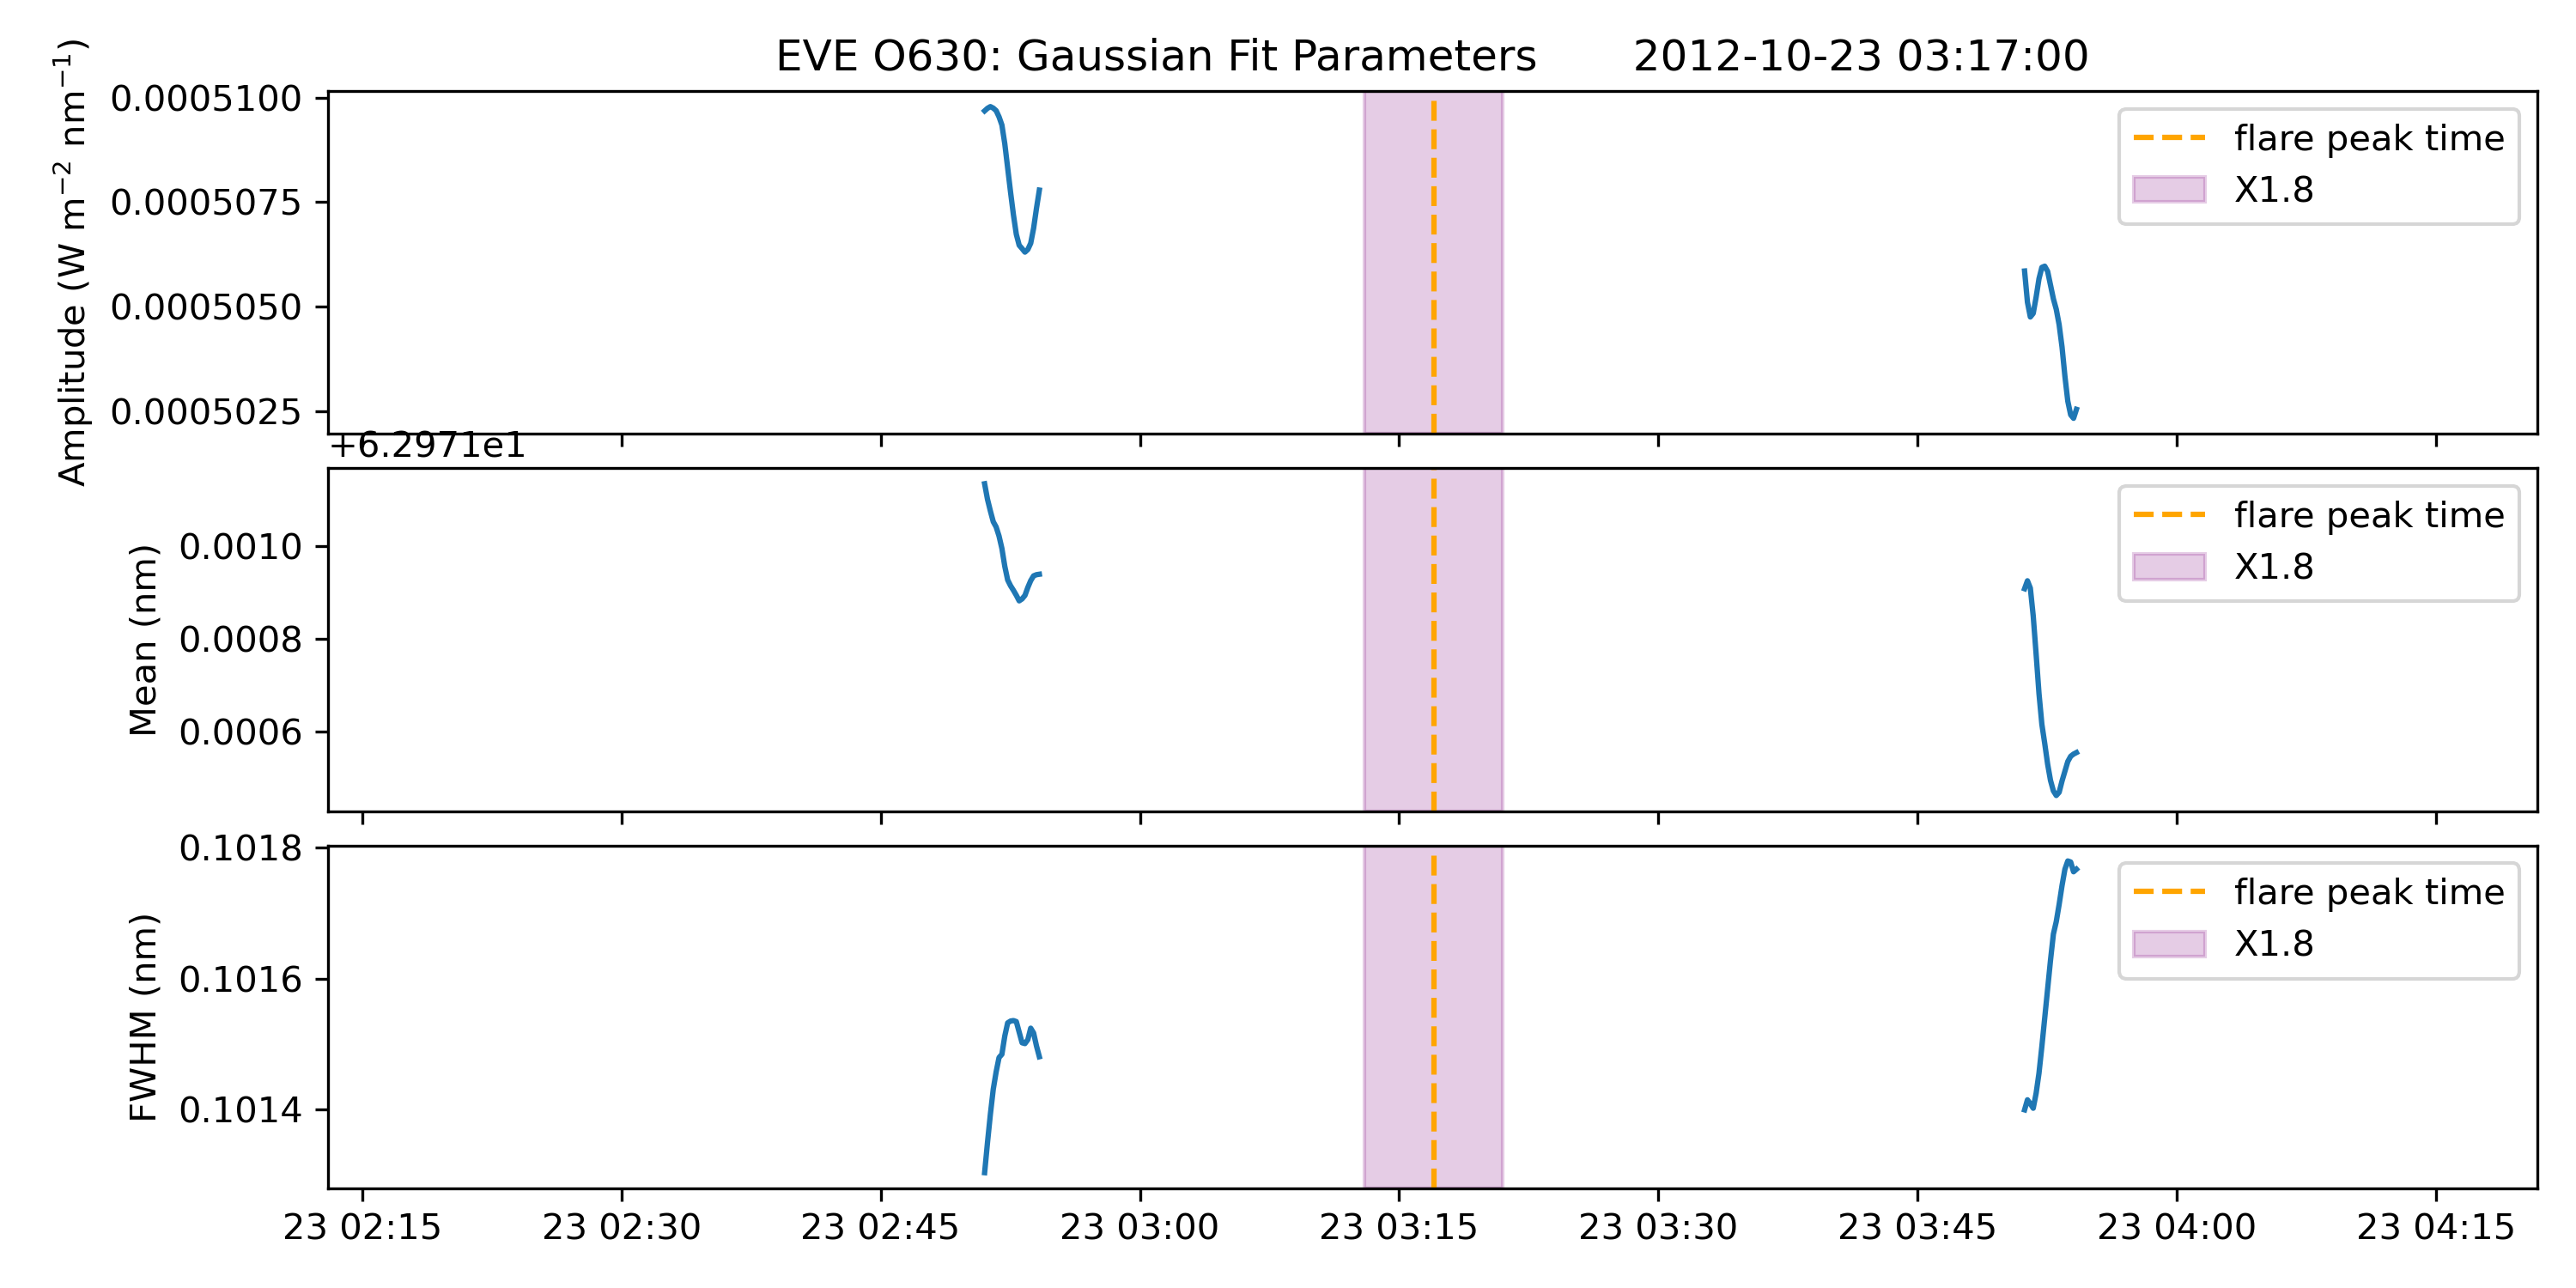 EVE O630: Gaussian Fit Parameters 2012-10-23 03:17:00
Amplitude (W m⁻² nm⁻¹)
0.0005100
0.0005075
0.0005050
0.0005025
flare peak time
X1.8
+6.2971e1
Mean (nm)
0.0010
0.0008
0.0006
flare peak time
X1.8
FWHM (nm)
0.1018
0.1016
0.1014
flare peak time
X1.8
23 02:15 23 02:30 23 02:45 23 03:00 23 03:15 23 03:30 23 03:45 23 04:00 23 04:15